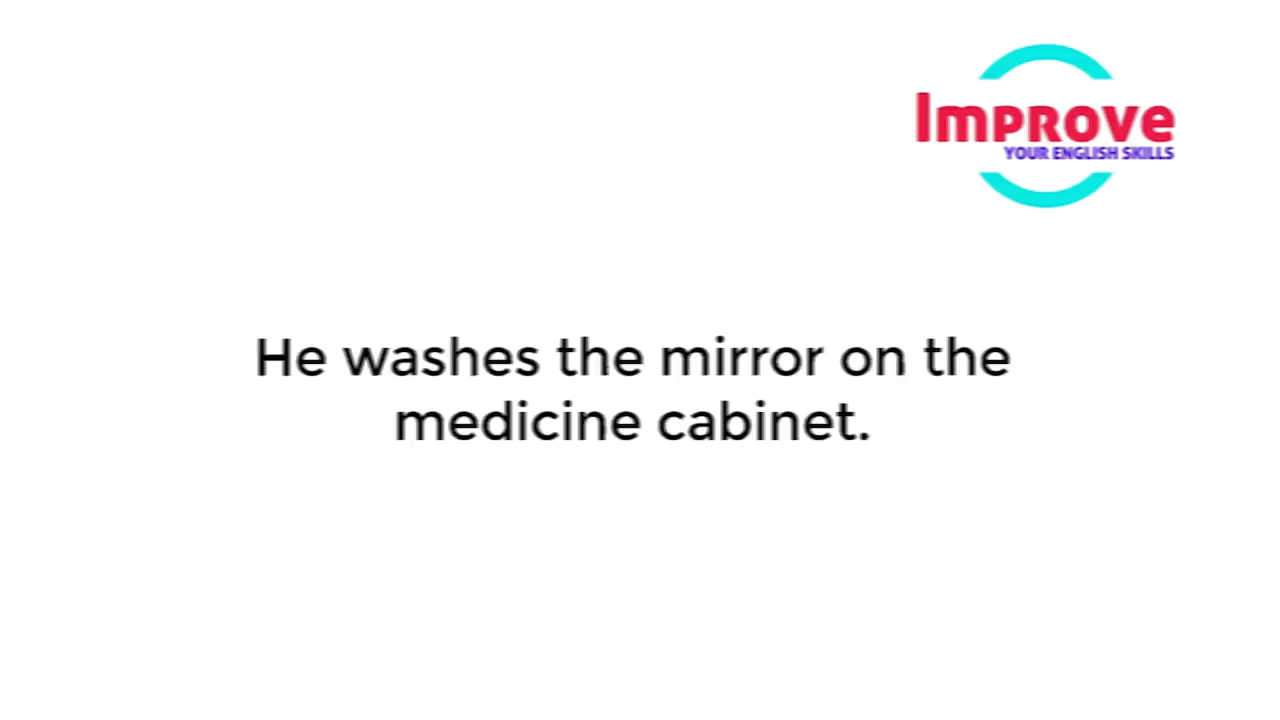 Improve
YOUR ENGLISH SKILLS
He washes the mirror on the
medicine cabinet.